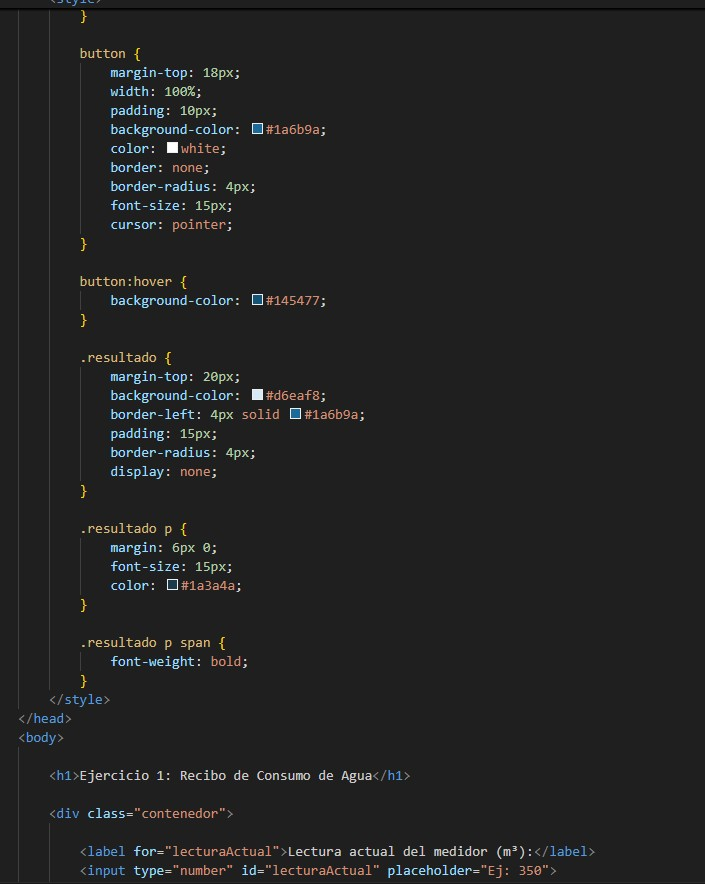 <style>
}
button {
margin-top: 18px;
width: 100%;
padding: 10px;
background-color: #1a6b9a;
color: white;
border: none;
border-radius: 4px;
font-size: 15px;
cursor: pointer;
}
button:hover {
background-color: #145477;
}
.resultado {
margin-top: 20px;
background-color: #d6eaf8;
border-left: 4px solid #1a6b9a;
padding: 15px;
border-radius: 4px;
display: none;
}
.resultado p {
margin: 6px 0;
font-size: 15px;
color: #1a3a4a;
}
.resultado p span {
font-weight: bold;
}
</style>
</head>
<body>
<h1>Ejercicio 1: Recibo de Consumo de Agua</h1>
<div class="contenedor">
<label for="lecturaActual">Lectura actual del medidor (m³):</label>
<input type="number" id="lecturaActual" placeholder="Ej: 350">